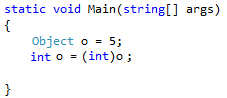 static void Main(string[] args)
{
Object o = 5;
int o = (int)o;
}